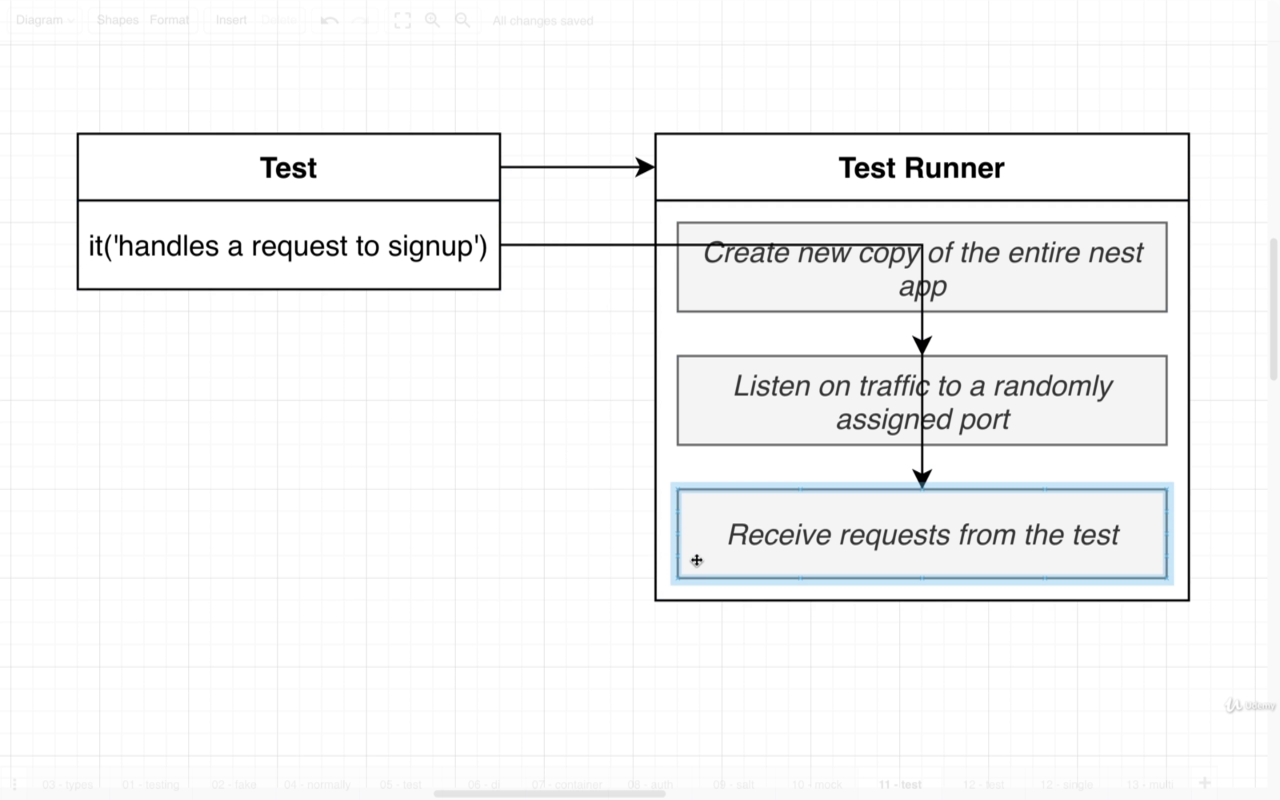 Diagram
Shapes Format
Insert
All changes saved
Test
Test Runner
it('handles a request to signup')
Create new copy of the entire nest
app
Listen on traffic to a randomly
assigned port
Receive requests from the test
Udemy
03 - types 01 - testing 02 - take 04 - normally 05 - test 06 - di 07 - container 08 - auth 09 - salt 10 - mock 11 - test 12 - test 12 - single 13 - multi